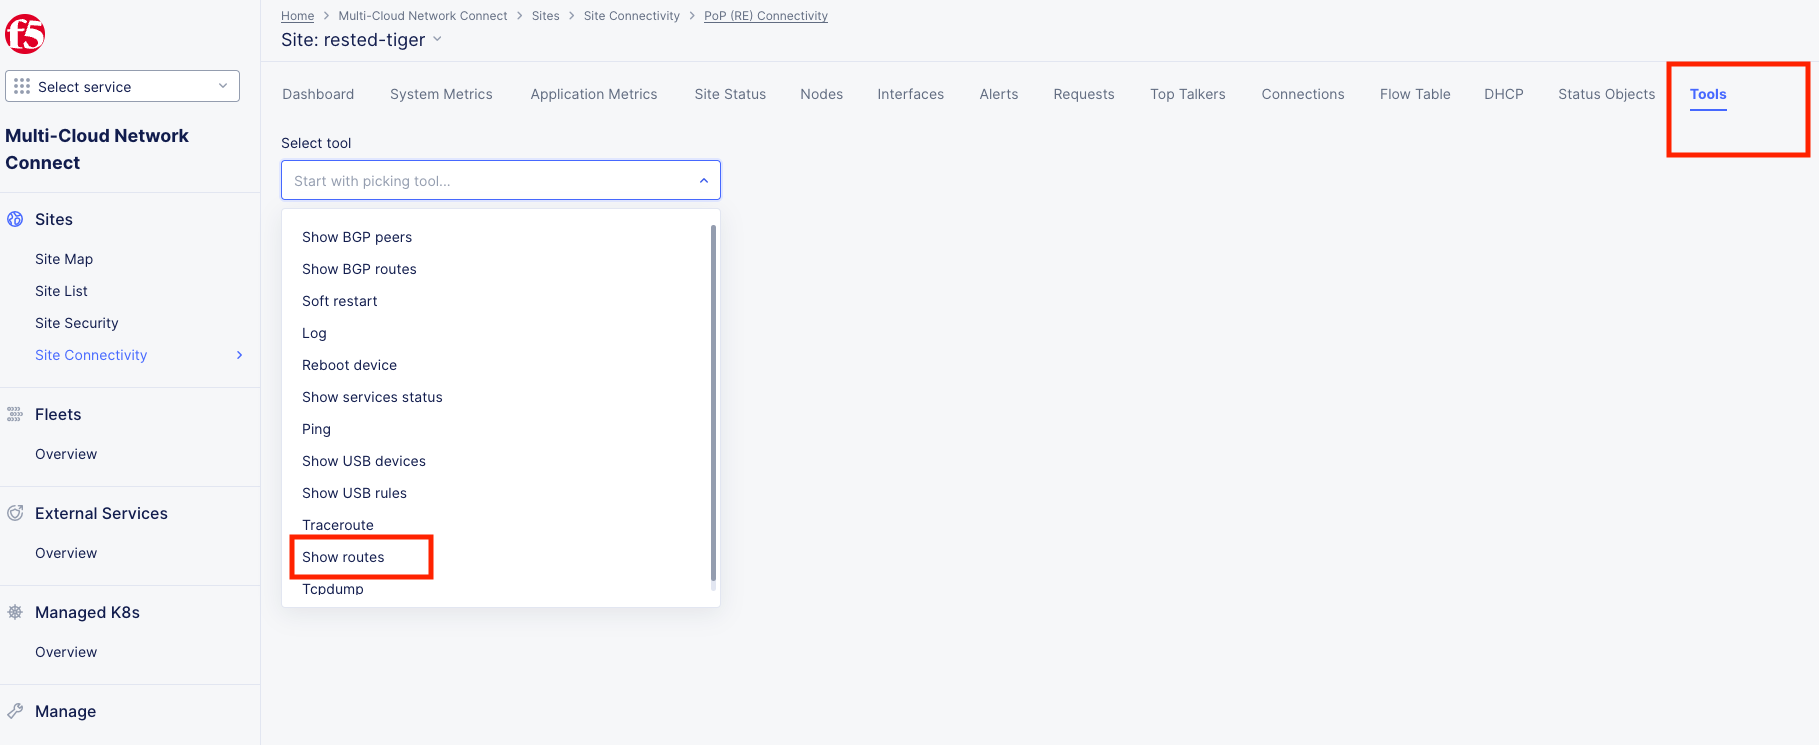 f5
Home > Multi-Cloud Network Connect > Sites > Site Connectivity > PoP (RE) Connectivity
Site: rested-tiger
Select service
Multi-Cloud Network
Connect
Sites
Site Map
Site List
Site Security
Site Connectivity
Fleets
Overview
External Services
Overview
Managed K8s
Overview
Manage
Dashboard System Metrics Application Metrics Site Status Nodes Interfaces Alerts Requests Top Talkers Connections Flow Table DHCP Status Objects Tools
Select tool
Start with picking tool...
Show BGP peers
Show BGP routes
Soft restart
Log
Reboot device
Show services status
Ping
Show USB devices
Show USB rules
Traceroute
Show routes
Tcpdump